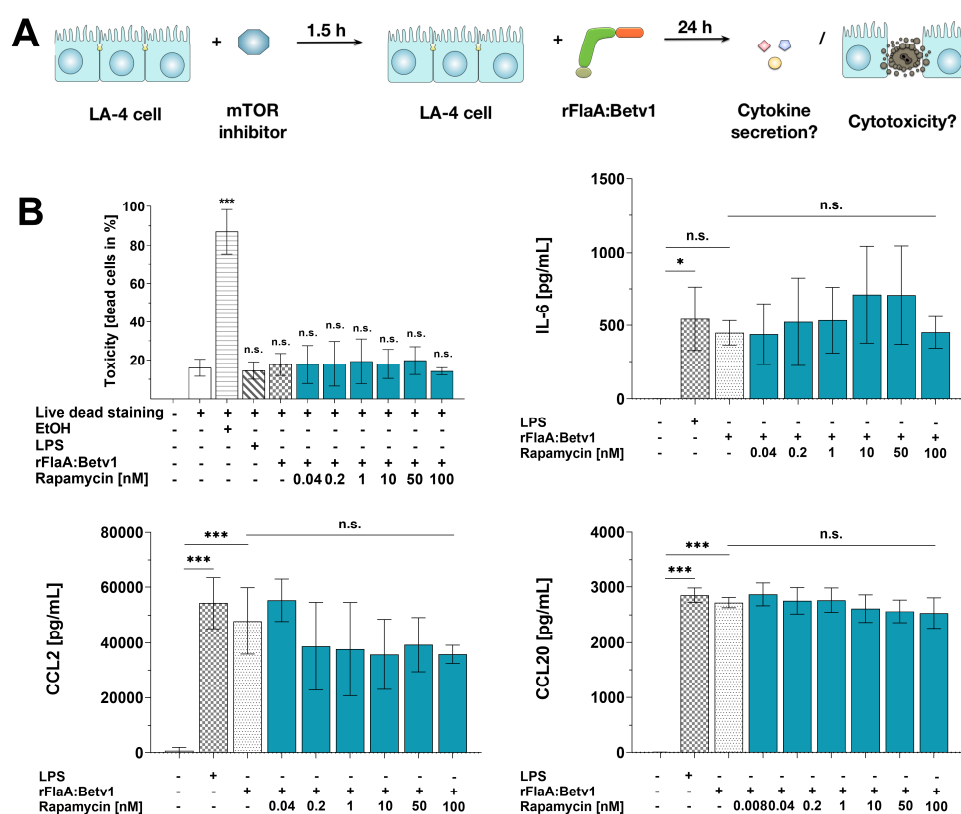 A
+
1.5 h
+
24 h
/
LA-4 cell
mTOR
inhibitor
LA-4 cell
rFlaA:Betv1
Cytokine
secretion?
Cytotoxicity?
B
Toxicity [dead cells in %]
100
80
60
40
20
***
n.s. n.s. n.s. n.s. n.s. n.s. n.s. n.s.
Live dead staining - + + + + + + + + + +
EtOH - - + - - - - - - - -
LPS - - - + - - - - - - -
rFlaA:Betv1 - - - - + + + + + + +
Rapamycin [nM] - - - - - 0.04 0.2 1 10 50 100
IL-6 [pg/mL]
1500
1000
500
0
n.s.
n.s.
*
LPS - + - - - - - - -
rFlaA:Betv1 - - + + + + + + +
Rapamycin [nM] - - - 0.04 0.2 1 10 50 100
CCL2 [pg/mL]
80000
60000
40000
20000
0
n.s.
***
***
LPS - + - - - - - - -
rFlaA:Betv1 - - + + + + + + +
Rapamycin [nM] - - - 0.04 0.2 1 10 50 100
CCL20 [pg/mL]
4000
3000
2000
1000
0
n.s.
***
***
LPS - + - - - - - - - -
rFlaA:Betv1 - - + + + + + + +
Rapamycin [nM] - - - 0.0080.04 0.2 1 10 50 100